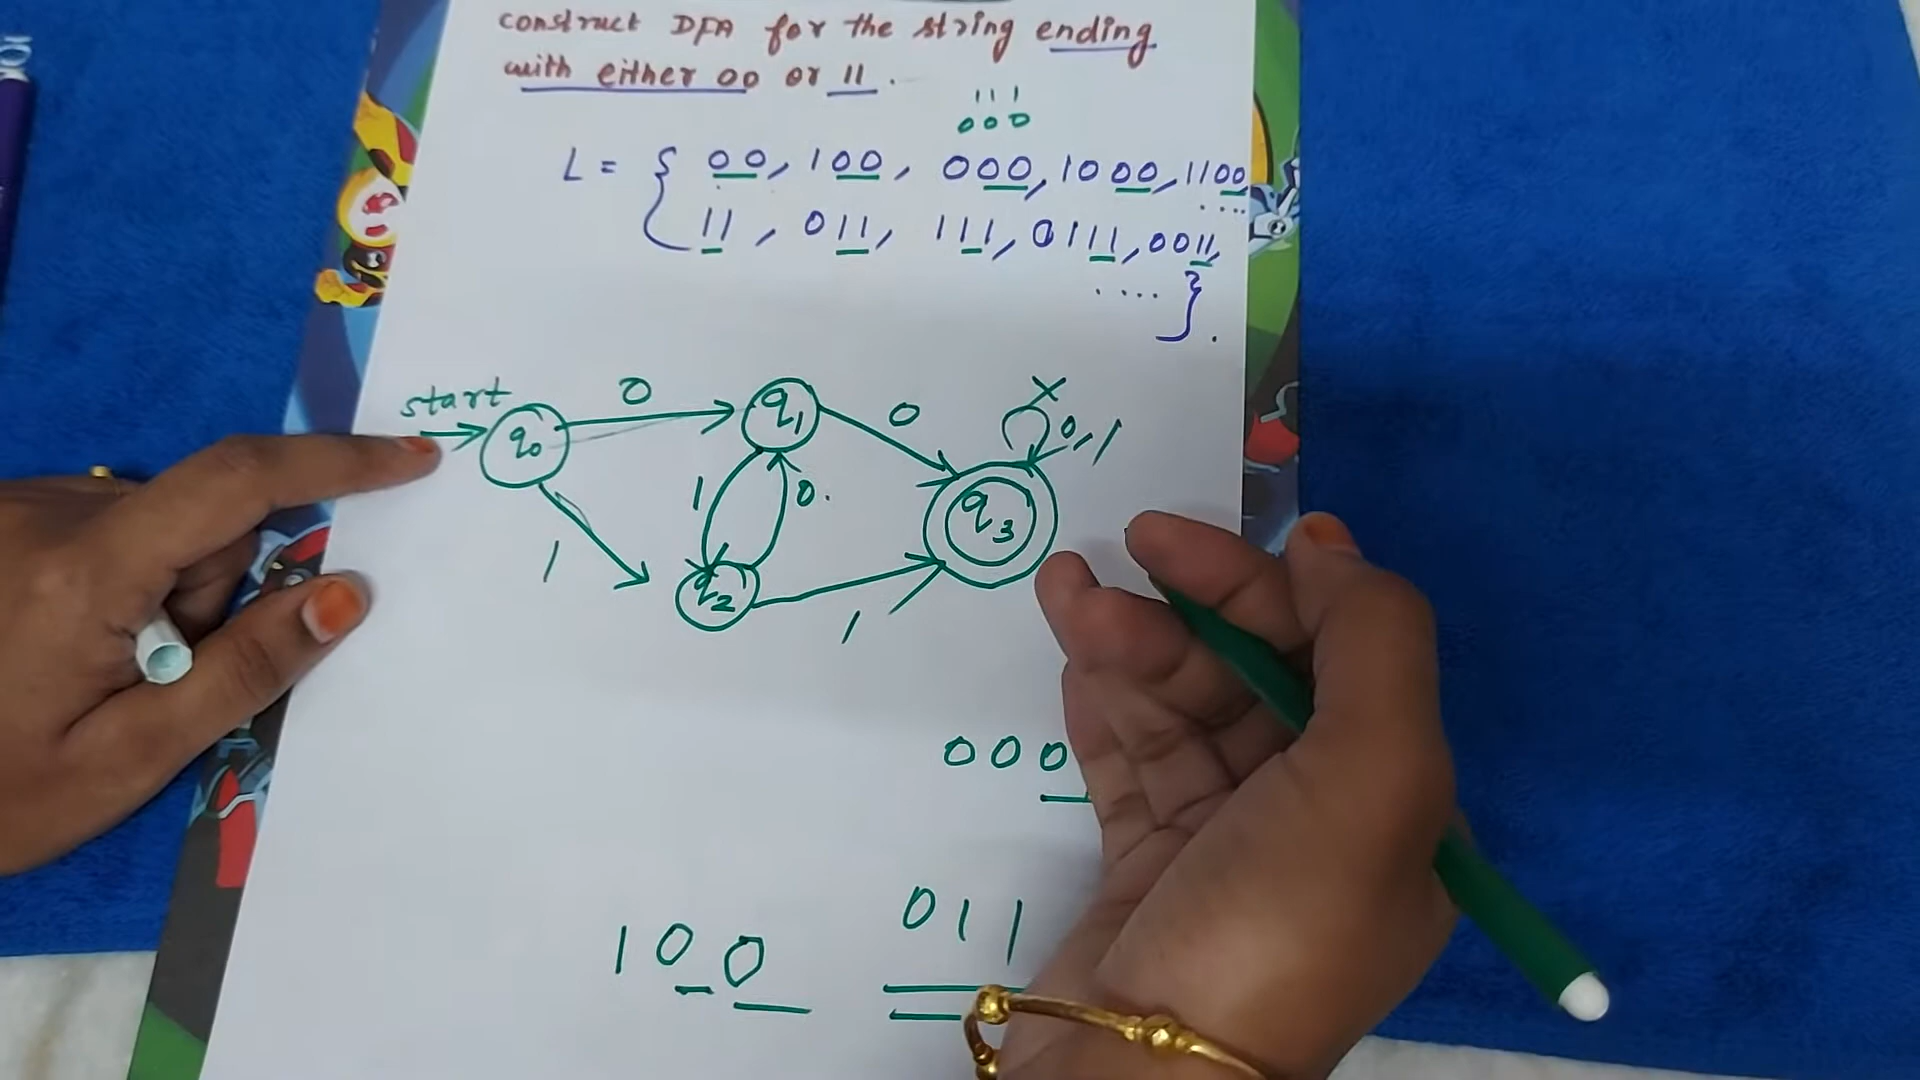 construct DFA for the string ending
with either 00 or 11 .
111
000
L = { 00, 100, 000, 1000, 1100
....
11, 011, 111, 0111, 0011,
.... } .
start
q0
0
q1
0
x
0,1
1
0.
q3
1
q2
1
000
100
011